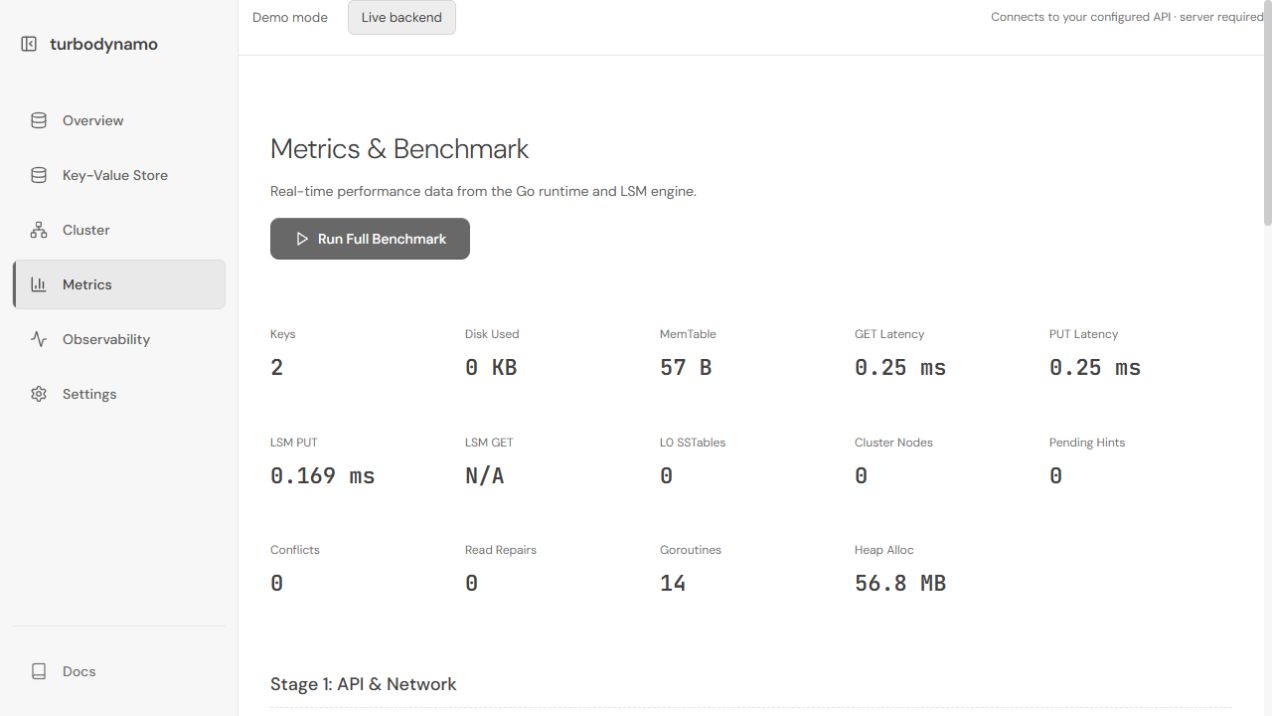 Demo mode
Live backend
Connects to your configured API · server required
turbodynamo
Overview
Key-Value Store
Cluster
Metrics
Observability
Settings
Docs
Metrics & Benchmark
Real-time performance data from the Go runtime and LSM engine.
Run Full Benchmark
Keys
2
Disk Used
0 KB
MemTable
57 B
GET Latency
0.25 ms
PUT Latency
0.25 ms
LSM PUT
0.169 ms
LSM GET
N/A
L0 SSTables
0
Cluster Nodes
0
Pending Hints
0
Conflicts
0
Read Repairs
0
Goroutines
14
Heap Alloc
56.8 MB
Stage 1: API & Network